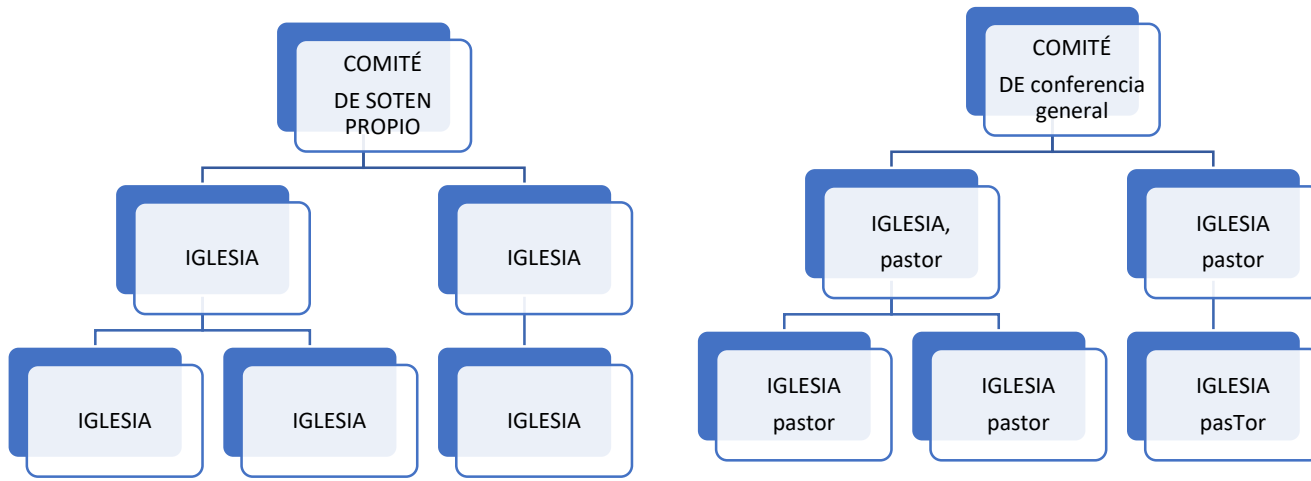 COMITÉ
DE SOTEN
PROPIO
IGLESIA
IGLESIA
IGLESIA
IGLESIA
IGLESIA
COMITÉ
DE conferencia
general
IGLESIA,
pastor
IGLESIA
pastor
IGLESIA
pastor
IGLESIA
pastor
IGLESIA
pasTor